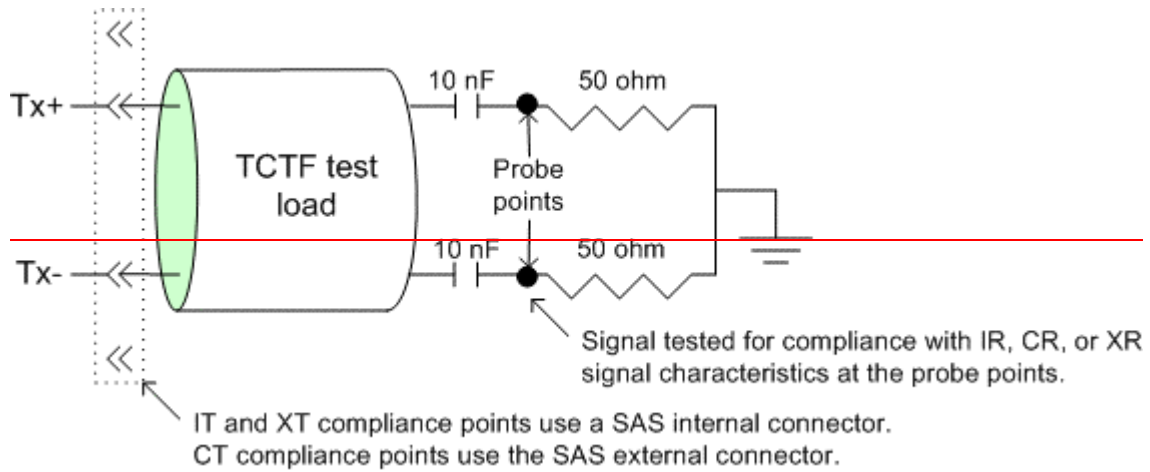 10 nF
50 ohm
Tx+
TCTF test
load
Probe
points
10 nF
50 ohm
Tx-
Signal tested for compliance with IR, CR, or XR
signal characteristics at the probe points.
IT and XT compliance points use a SAS internal connector.
CT compliance points use the SAS external connector.